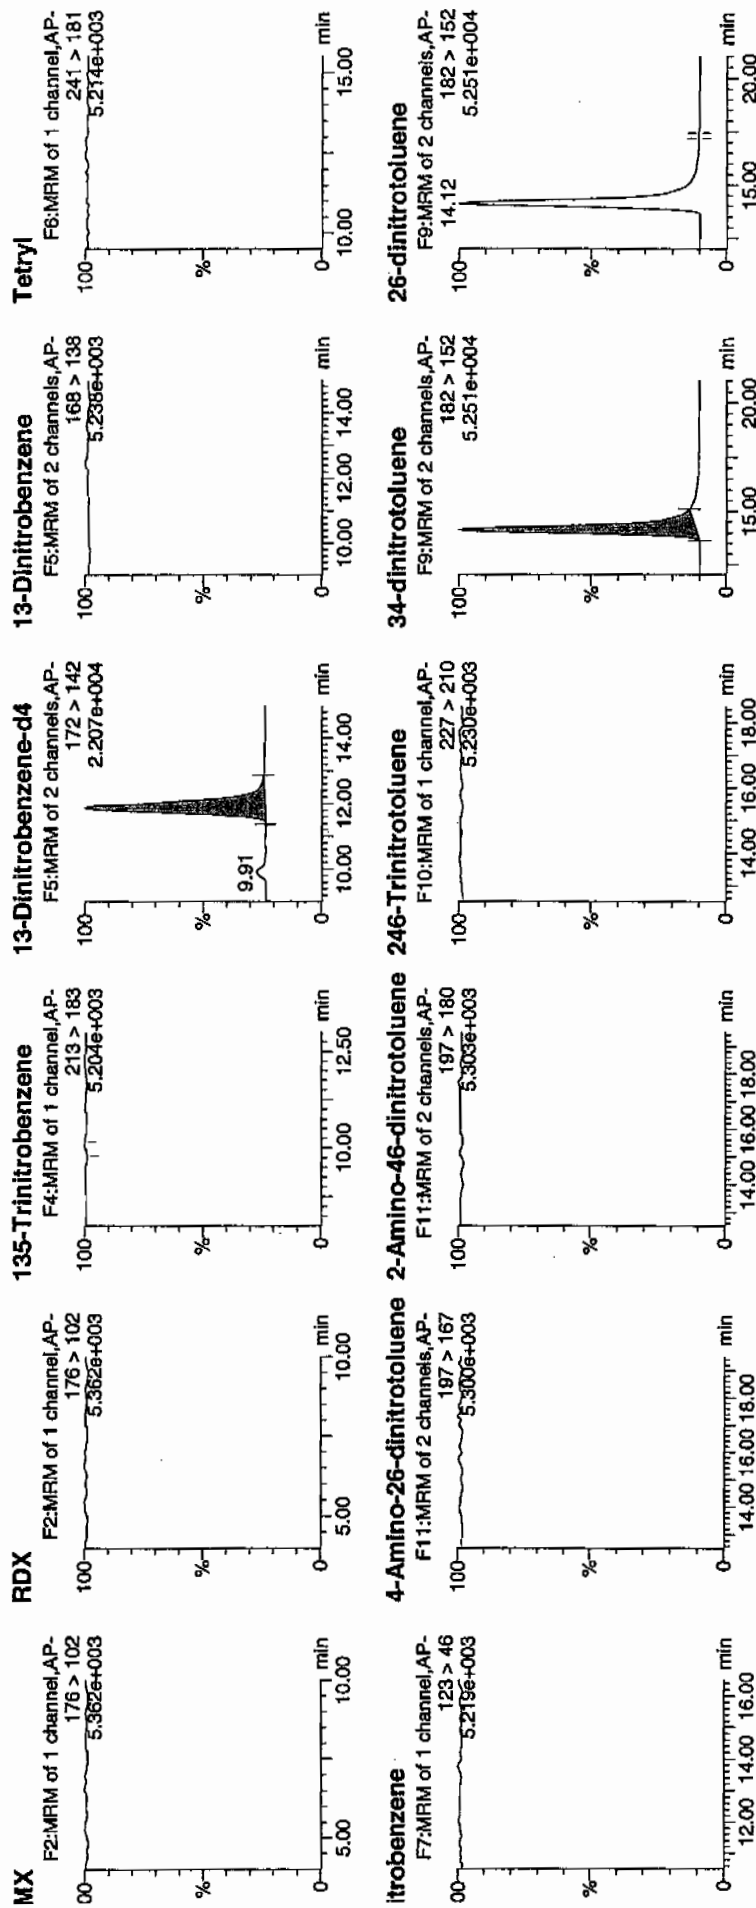 MX
F2:MRM of 1 channel,AP-
176 > 102
5.362e+003
00
%
0
5.00 10.00 min
RDX
F2:MRM of 1 channel,AP-
176 > 102
5.362e+003
100
%
0
5.00 10.00 min
135-Trinitrobenzene
F4:MRM of 1 channel,AP-
213 > 183
5.204e+003
100
%
0
10.00 12.50 min
13-Dinitrobenzene-d4
F5:MRM of 2 channels,AP-
172 > 142
2.207e+004
100
%
9.91
0
10.00 12.00 14.00 min
13-Dinitrobenzene
F5:MRM of 2 channels,AP-
168 > 138
5.238e+003
100
%
0
10.00 12.00 14.00 min
Tetryl
F6:MRM of 1 channel,AP-
241 > 181
5.214e+003
100
%
0
10.00 15.00 min
itrobenzene
F7:MRM of 1 channel,AP-
123 > 46
5.219e+003
00
%
0
12.00 14.00 16.00 min
4-Amino-26-dinitrotoluene
F11:MRM of 2 channels,AP-
197 > 167
5.300e+003
100
%
0
14.00 16.00 18.00 min
2-Amino-46-dinitrotoluene
F11:MRM of 2 channels,AP-
197 > 180
5.303e+003
100
%
0
14.00 16.00 18.00 min
246-Trinitrotoluene
F10:MRM of 1 channel,AP-
227 > 210
5.230e+003
100
%
0
14.00 16.00 18.00 min
34-dinitrotoluene
F9:MRM of 2 channels,AP-
182 > 152
5.251e+004
100
%
0
15.00 20.00 min
26-dinitrotoluene
F9:MRM of 2 channels,AP-
182 > 152
14.12
5.251e+004
100
%
0
15.00 20.00 min